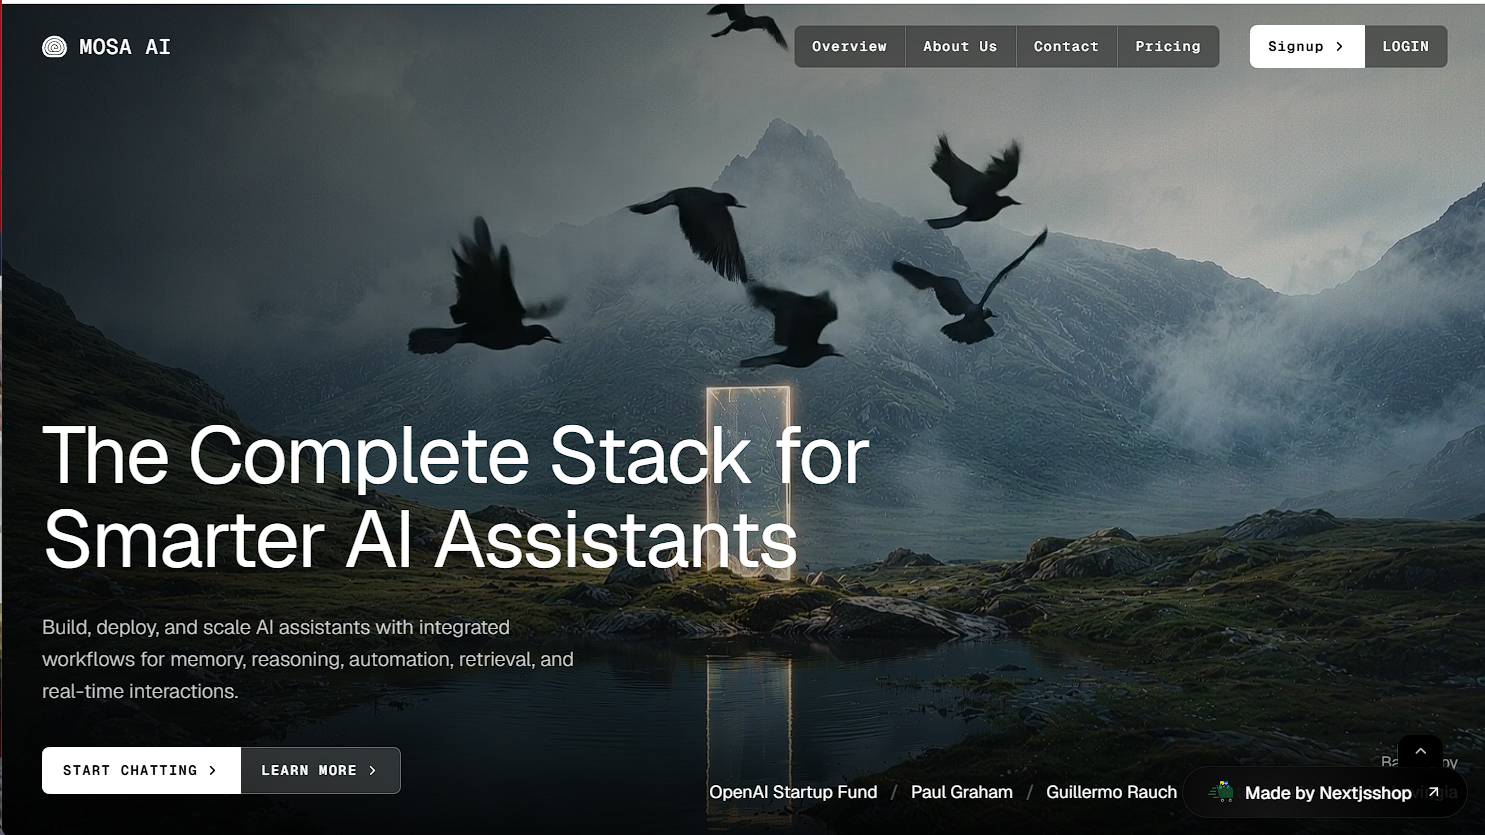 MOSA AI
Overview
About Us
Contact
Pricing
Signup
LOGIN
The Complete Stack for
Smarter AI Assistants
Build, deploy, and scale AI assistants with integrated
workflows for memory, reasoning, automation, retrieval, and
real-time interactions.
START CHATTING
LEARN MORE
OpenAI Startup Fund / Paul Graham / Guillermo Rauch
Made by Nextjsshop